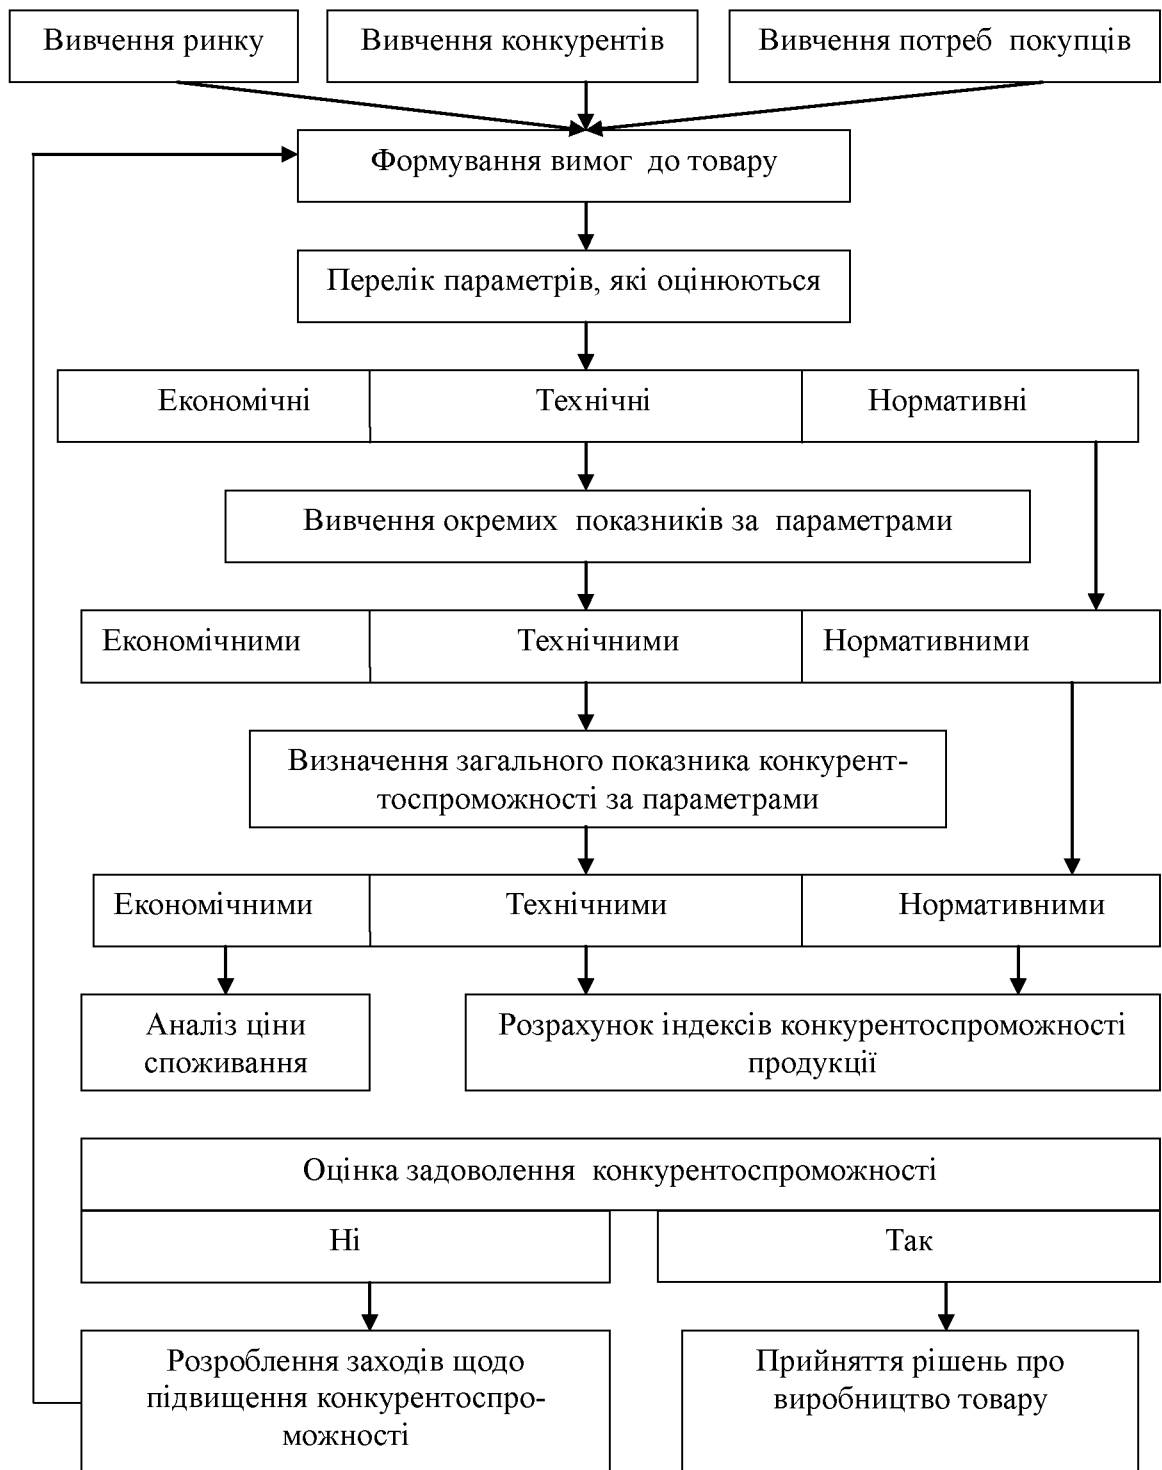 Вивчення ринку
Вивчення конкурентів
Вивчення потреб покупців
Формування вимог до товару
Перелік параметрів, які оцінюються
Економічні
Технічні
Нормативні
Вивчення окремих показників за параметрами
Економічними
Технічними
Нормативними
Визначення загального показника конкурент-
тоспроможності за параметрами
Економічними
Технічними
Нормативними
Аналіз ціни
споживання
Розрахунок індексів конкурентоспроможності
продукції
Оцінка задоволення конкурентоспроможності
Ні
Так
Розроблення заходів щодо
підвищення конкурентоспро-
можності
Прийняття рішень про
виробництво товару